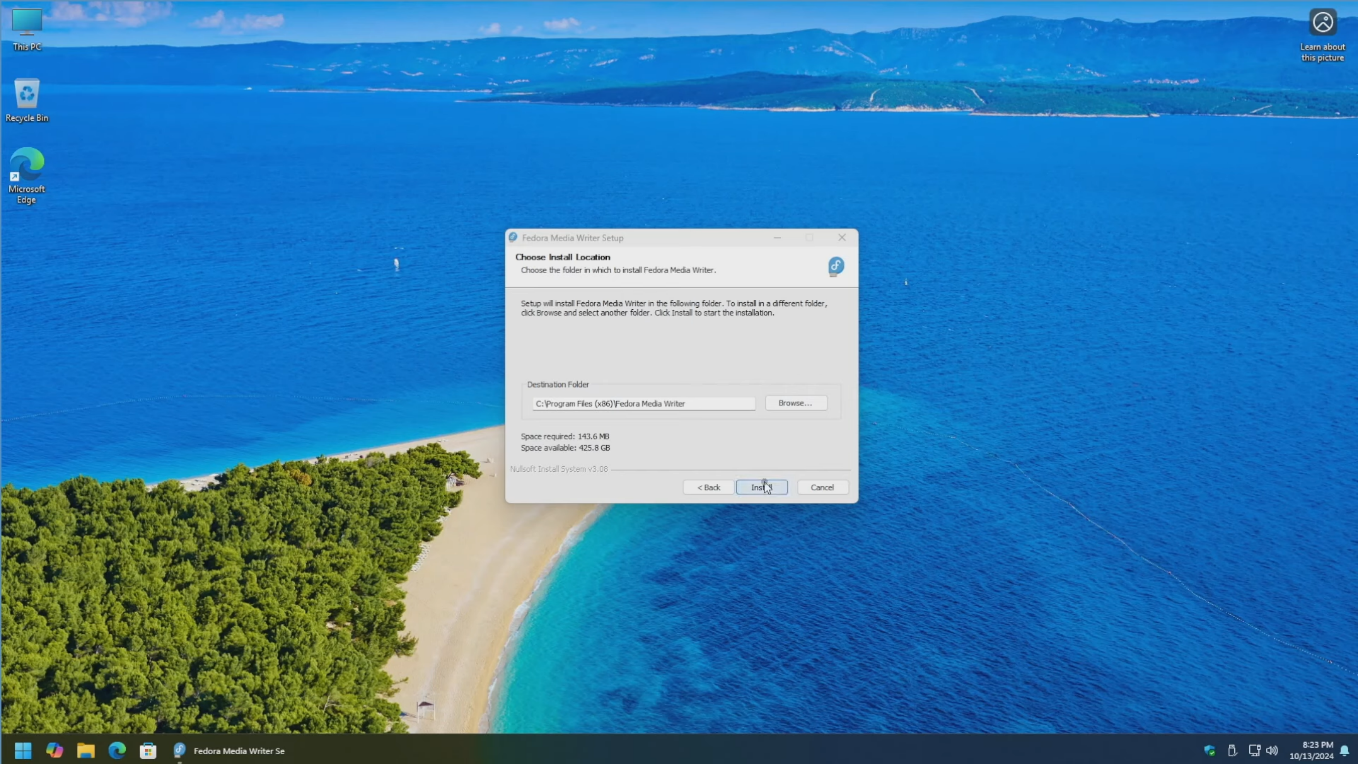 This PC
Recycle Bin
Microsoft
Edge
Learn about
this picture
Fedora Media Writer Setup
Choose Install Location
Choose the folder in which to install Fedora Media Writer.
Setup will install Fedora Media Writer in the following folder. To install in a different folder,
click Browse and select another folder. Click Install to start the installation.
Destination Folder
C:\Program Files (x86)\Fedora Media Writer
Browse...
Space required: 143.6 MB
Space available: 425.8 GB
Nullsoft Install System v3.08
< Back
Install
Cancel
Fedora Media Writer Se
8:23 PM
10/13/2024